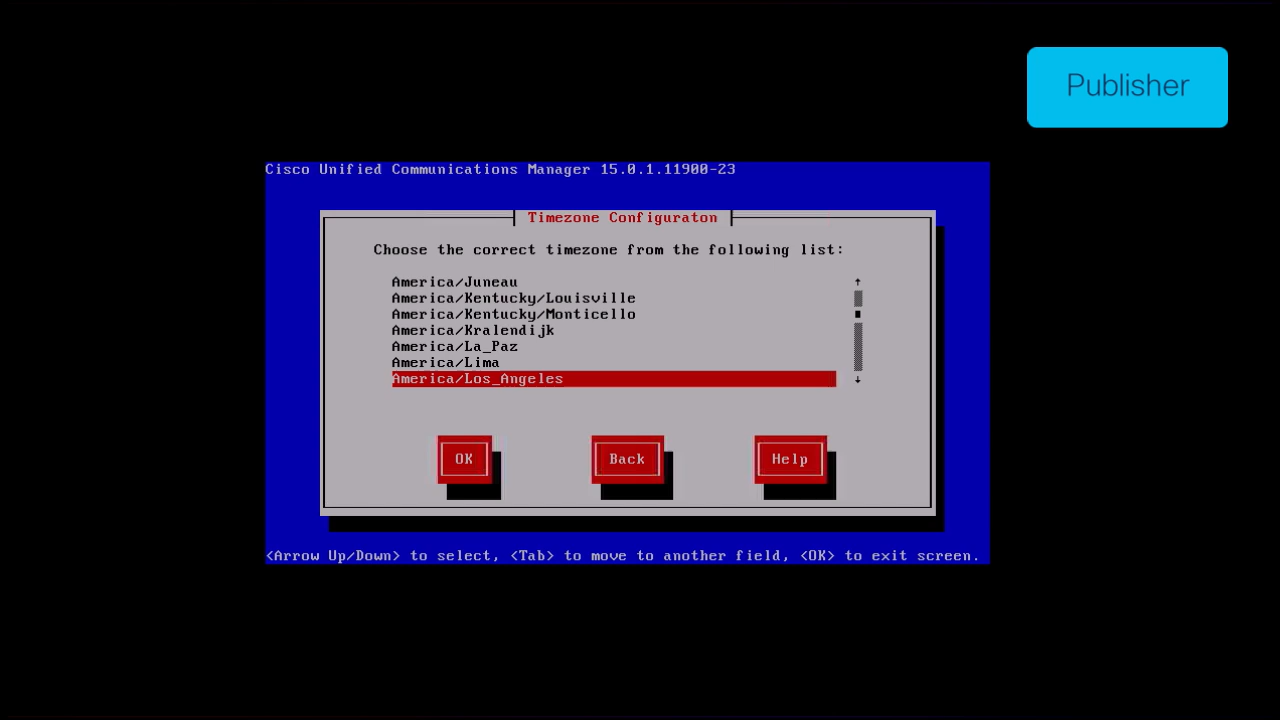 Publisher
Cisco Unified Communications Manager 15.0.1.11900-23
Timezone Configuraton
Choose the correct timezone from the following list:
America/Juneau
America/Kentucky/Louisville
America/Kentucky/Monticello
America/Kralendijk
America/La_Paz
America/Lima
America/Los_Angeles
OK Back Help
<Arrow Up/Down> to select, <Tab> to move to another field, <OK> to exit screen.